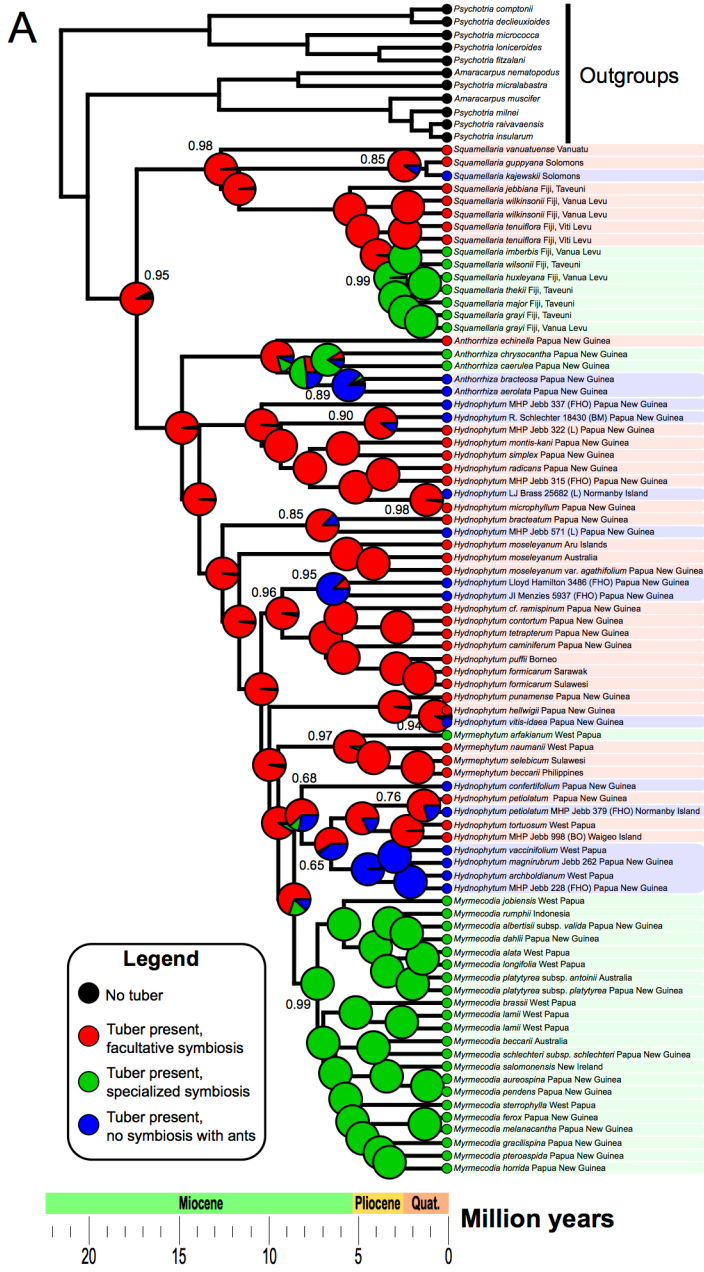 A
Psychotria comptonii
Psychotria declieuxioides
Psychotria micrococca
Psychotria loniceroides
Psychotria fitzalani
Amaracarpus nematopodus
Psychotria micralabastra
Amaracarpus muscifer
Psychotria milnei
Psychotria raivavaensis
Psychotria insularum
Outgroups
Squamellaria vanuatuense Vanuatu
0.98
Squamellaria guppyana Solomons
0.85
Squamellaria kajewskii Solomons
Squamellaria jebbiana Fiji, Taveuni
Squamellaria wilkinsonii Fiji, Vanua Levu
Squamellaria wilkinsonii Fiji, Vanua Levu
Squamellaria tenuiflora Fiji, Viti Levu
Squamellaria tenuiflora Fiji, Viti Levu
Squamellaria imberbis Fiji, Vanua Levu
Squamellaria wilsonii Fiji, Taveuni
0.95
0.99
Squamellaria huxleyana Fiji, Vanua Levu
Squamellaria thekii Fiji, Taveuni
Squamellaria major Fiji, Taveuni
Squamellaria grayi Fiji, Taveuni
Squamellaria grayi Fiji, Vanua Levu
Anthorrhiza echinella Papua New Guinea
Anthorrhiza chrysocantha Papua New Guinea
Anthorrhiza caerulea Papua New Guinea
Anthorrhiza bracteosa Papua New Guinea
0.89
Anthorrhiza aerolata Papua New Guinea
Hydnophytum MHP Jebb 337 (FHO) Papua New Guinea
0.90
Hydnophytum R. Schlechter 18430 (BM) Papua New Guinea
Hydnophytum MHP Jebb 322 (L) Papua New Guinea
Hydnophytum montis-kani Papua New Guinea
Hydnophytum simplex Papua New Guinea
Hydnophytum radicans Papua New Guinea
Hydnophytum MHP Jebb 315 (FHO) Papua New Guinea
Hydnophytum LJ Brass 25682 (L) Normanby Island
0.98
Hydnophytum microphyllum Papua New Guinea
0.85
Hydnophytum bracteatum Papua New Guinea
Hydnophytum MHP Jebb 571 (L) Papua New Guinea
Hydnophytum moseleyanum Aru Islands
Hydnophytum moseleyanum Australia
Hydnophytum moseleyanum var. agathifolium Papua New Guinea
0.95
Hydnophytum Lloyd Hamilton 3486 (FHO) Papua New Guinea
0.96
Hydnophytum JI Menzies 5937 (FHO) Papua New Guinea
Hydnophytum cf. ramispinum Papua New Guinea
Hydnophytum contortum Papua New Guinea
Hydnophytum tetrapterum Papua New Guinea
Hydnophytum caminiferum Papua New Guinea
Hydnophytum puffii Borneo
Hydnophytum formicarum Sarawak
Hydnophytum formicarum Sulawesi
Hydnophytum punamense Papua New Guinea
Hydnophytum hellwigii Papua New Guinea
0.94
Hydnophytum vitis-idaea Papua New Guinea
Myrmephytum arfakianum West Papua
0.97
Myrmephytum naumanii West Papua
Myrmephytum selebicum Sulawesi
Myrmephytum beccarii Philippines
0.68
Hydnophytum confertifolium Papua New Guinea
0.76
Hydnophytum petiolatum Papua New Guinea
Hydnophytum petiolatum MHP Jebb 379 (FHO) Normanby Island
Hydnophytum tortuosum West Papua
Hydnophytum MHP Jebb 998 (BO) Waigeo Island
Hydnophytum vaccinifolium West Papua
0.65
Hydnophytum magnirubrum Jebb 262 Papua New Guinea
Hydnophytum archboldianum West Papua
Hydnophytum MHP Jebb 228 (FHO) Papua New Guinea
Myrmecodia jobiensis West Papua
Myrmecodia rumphii Indonesia
Myrmecodia albertisii subsp. valida Papua New Guinea
Myrmecodia dahlii Papua New Guinea
Myrmecodia alata West Papua
Myrmecodia longifolia West Papua
Myrmecodia platytyrea subsp. antoinii Australia
Myrmecodia platytyrea subsp. platytyrea Papua New Guinea
0.99
Myrmecodia brassii West Papua
Myrmecodia lamii West Papua
Myrmecodia lamii West Papua
Myrmecodia beccarii Australia
Myrmecodia schlechteri subsp. schlechteri Papua New Guinea
Myrmecodia salomonensis New Ireland
Myrmecodia aureospina Papua New Guinea
Myrmecodia pendens Papua New Guinea
Myrmecodia sterrophylla West Papua
Myrmecodia ferox Papua New Guinea
Myrmecodia melanacantha Papua New Guinea
Myrmecodia gracilispina Papua New Guinea
Myrmecodia pteroaspida Papua New Guinea
Myrmecodia horrida Papua New Guinea
Legend
No tuber
Tuber present,
facultative symbiosis
Tuber present,
specialized symbiosis
Tuber present,
no symbiosis with ants
Miocene
Pliocene
Quat.
Million years
20
15
10
5
0